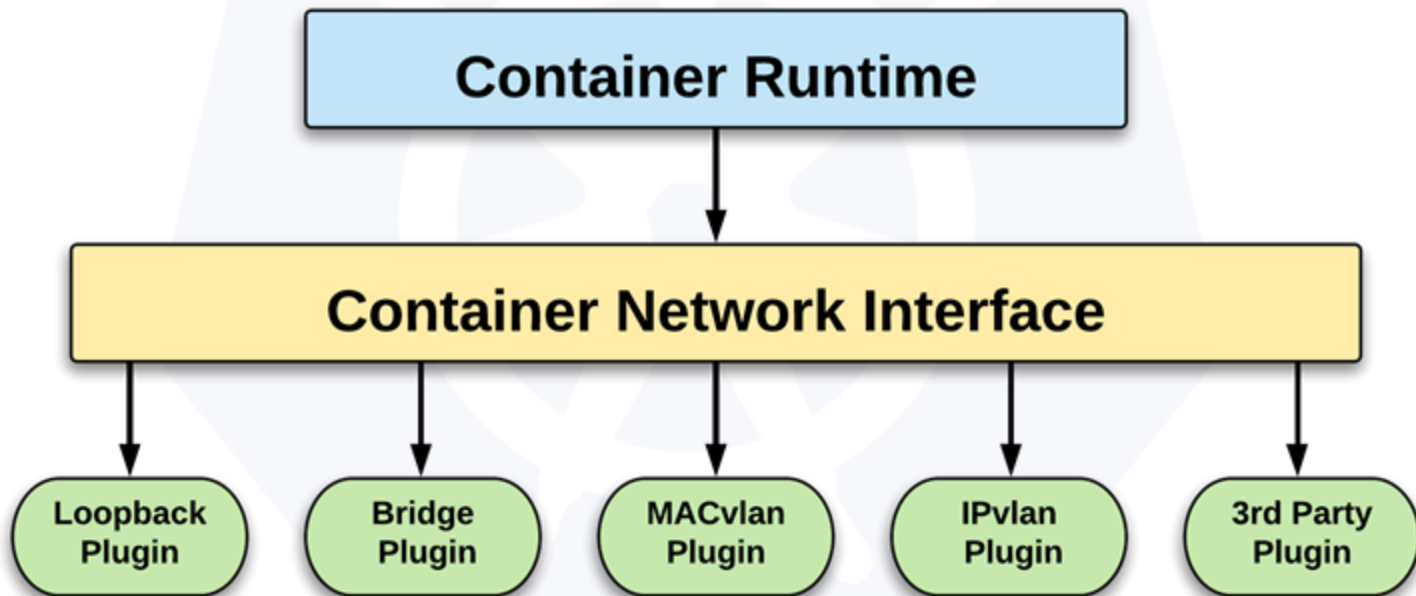 Container Runtime
Container Network Interface
Loopback
Plugin
Bridge
Plugin
MACvlan
Plugin
IPvlan
Plugin
3rd Party
Plugin